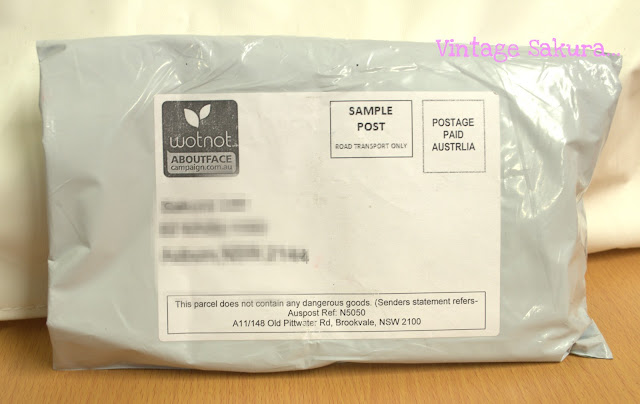 Vintage Sakura
wotnot
ABOUTFACE
campaign.com.au
SAMPLE
POST
ROAD TRANSPORT ONLY
POSTAGE
PAID
AUSTRLIA
This parcel does not contain any dangerous goods. (Senders statement refers-
Auspost Ref: N5050
A11/148 Old Pittwater Rd, Brookvale, NSW 2100